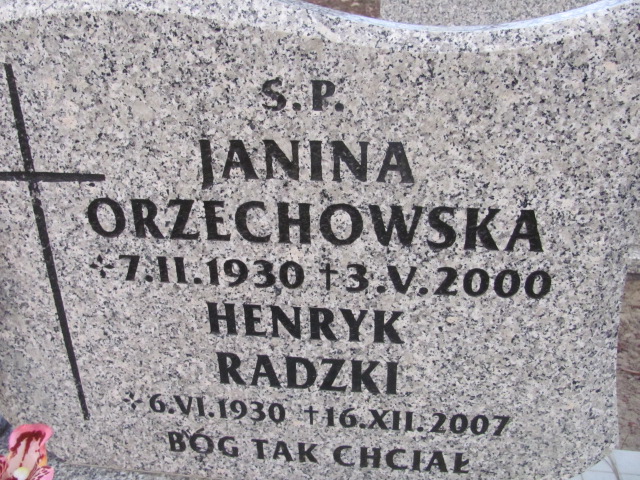 Ś.P.
JANINA
ORZECHOWSKA
*7.II.1930 †3.V.2000
HENRYK
RADZKI
*6.VI.1930 †16.XII.2007
BÓG TAK CHCIAŁ